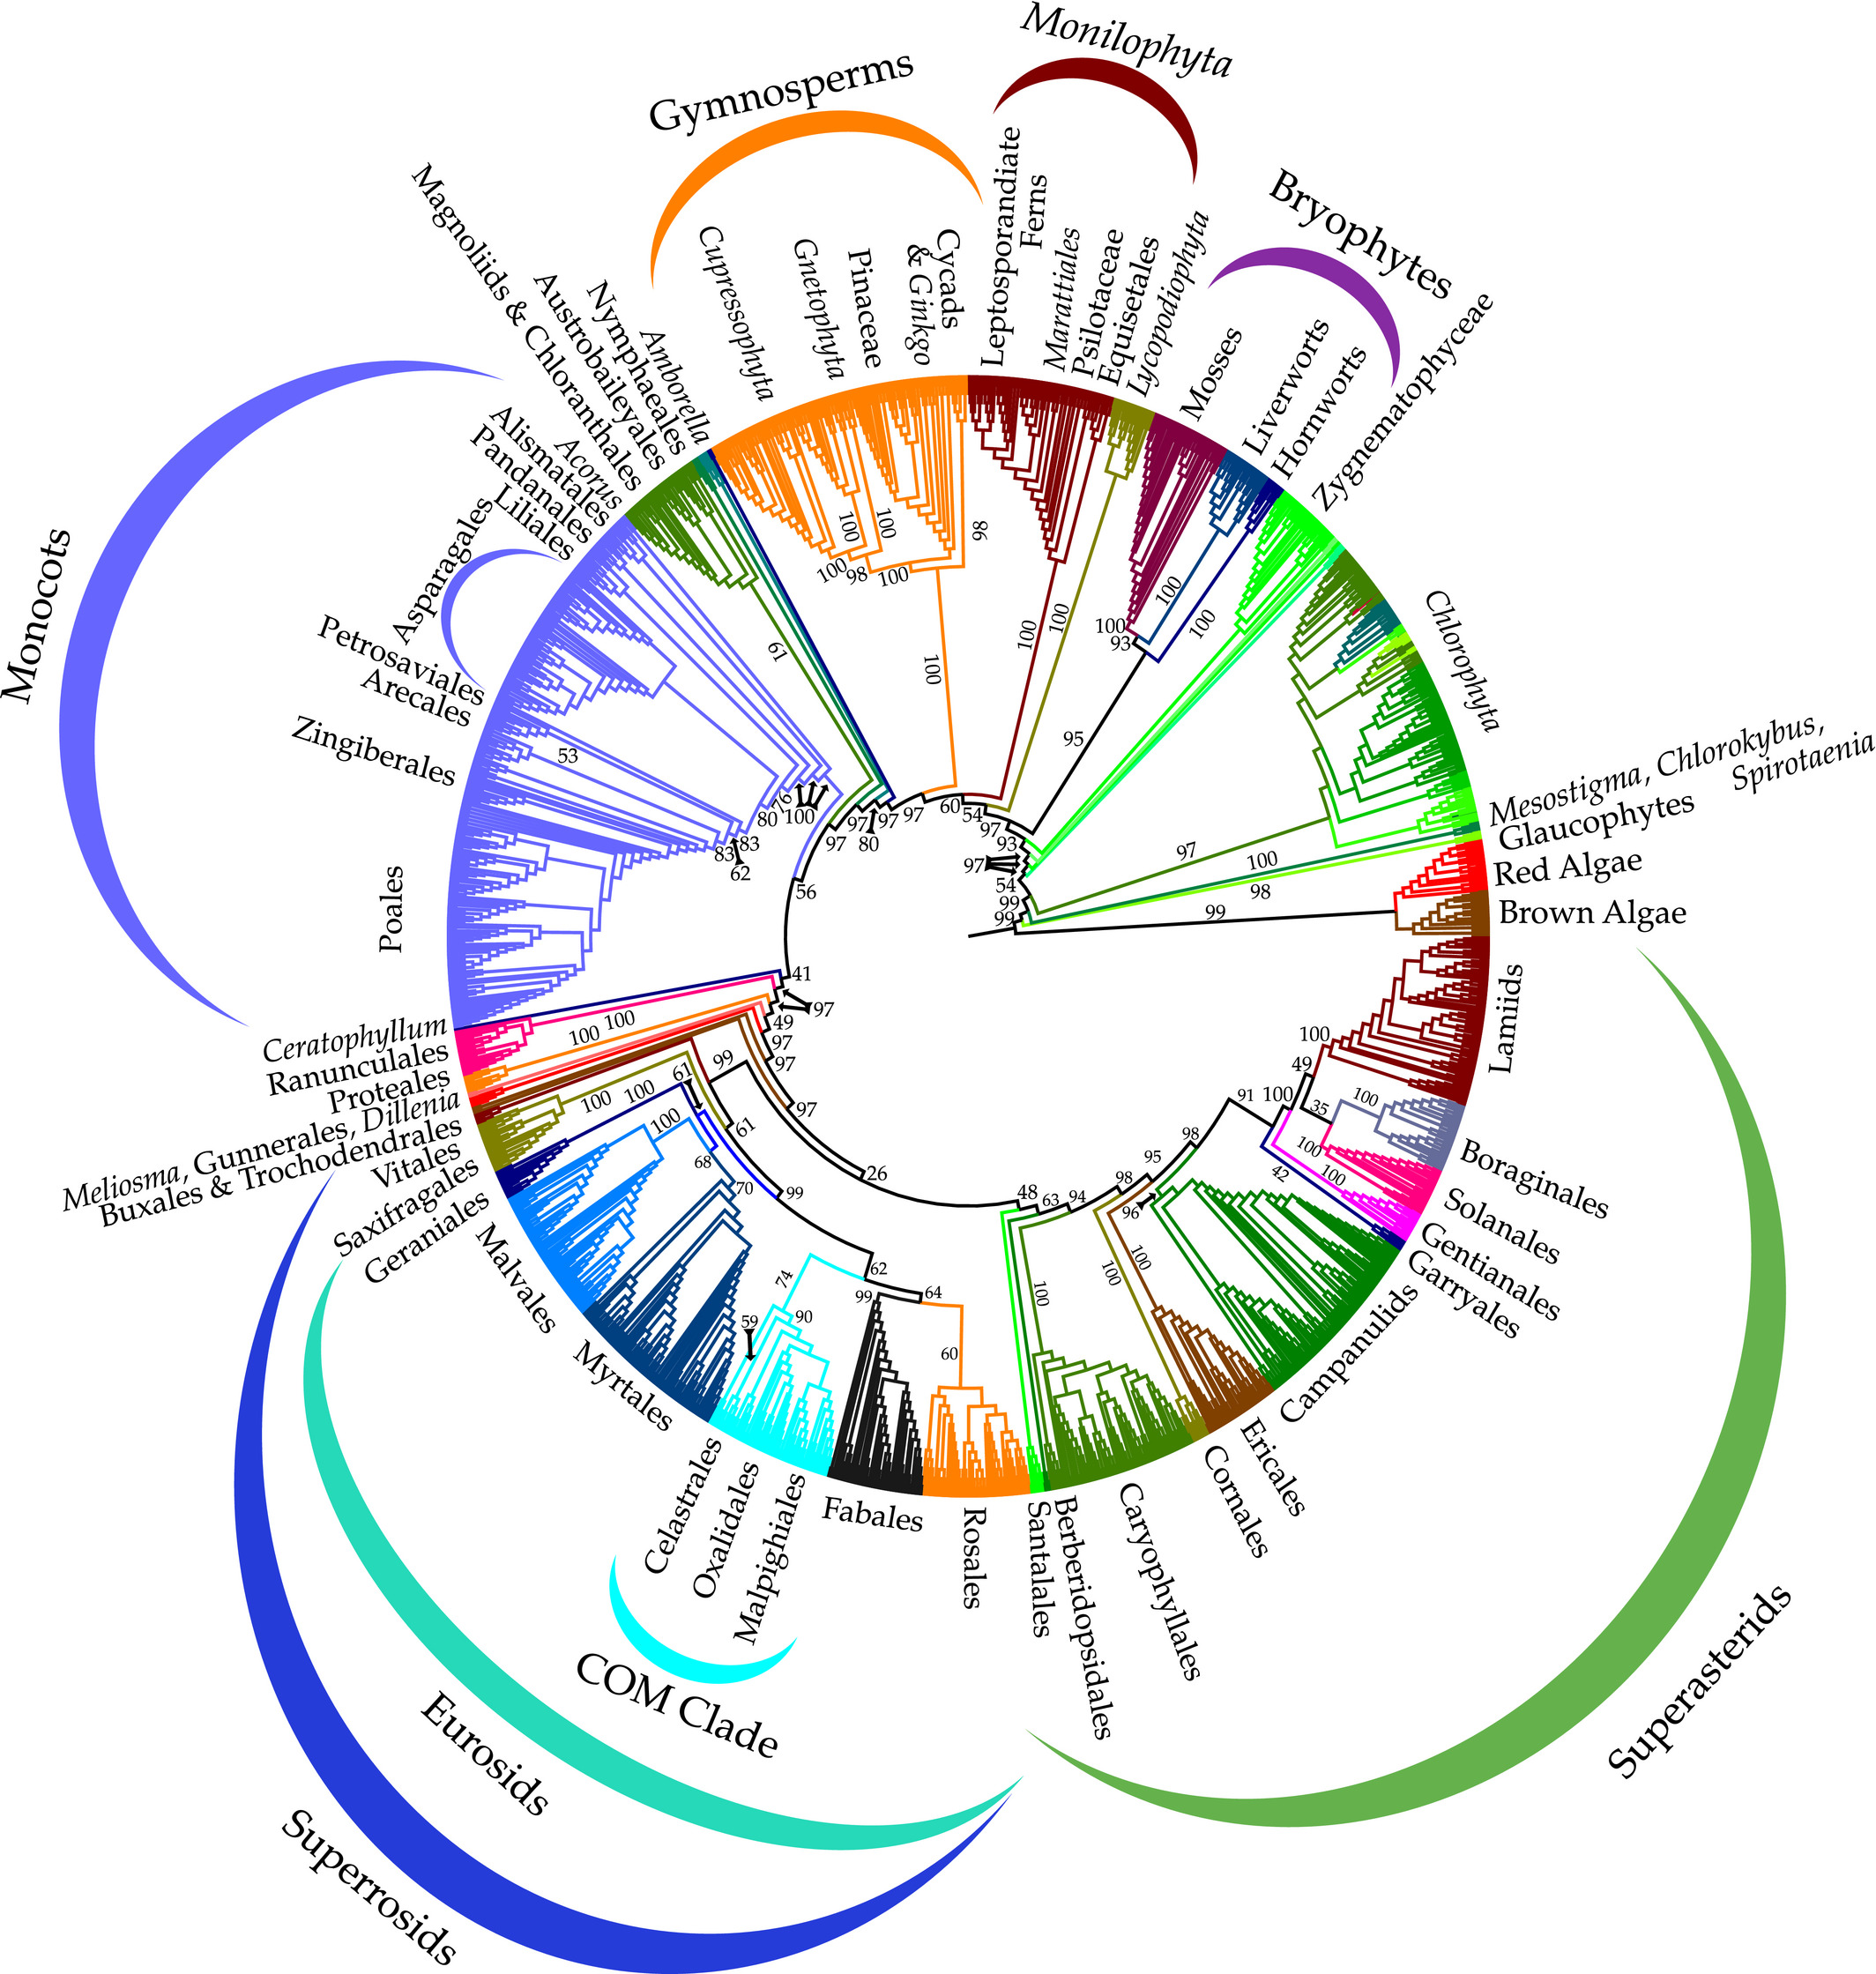 Monilophyta
Gymnosperms
Bryophytes
Monocots
Leptosporandiate
Ferns
Marattiales
Psilotaceae
Equisetales
Lycopodiophyta
Mosses
Liverworts
Hornworts
Zygnematophyceae
Chlorophyta
Mesostigma, Chlorokybus,
Spirotaenia
Glaucophytes
Red Algae
Brown Algae
Lamiids
Boraginales
Solanales
Gentianales
Garryales
Campanulids
Ericales
Cornales
Caryophyllales
Berberidopsidales
Santalales
Rosales
Fabales
Malpighiales
Oxalidales
Celastrales
Myrtales
Malvales
Geraniales
Saxifragales
Vitales
Buxales & Trochodendrales
Meliosma, Gunnerales, Dillenia
Proteales
Ranunculales
Ceratophyllum
Poales
Zingiberales
Arecales
Petrosaviales
Asparagales
Liliales
Pandanales
Alismatales
Acorus
Magnoliids & Chloranthales
Austrobaileyales
Nymphaeales
Amborella
Cupressophyta
Gnetophyta
Pinaceae
Cycads
& Ginkgo
COM Clade
Eurosids
Superrosids
Superasterids
100
100
100
98
100
98
100
100
100
100
93
100
100
95
61
53
76
80
100
83
83
62
97
97
80
97
97
60
54
97
93
97
54
99
99
97
100
98
99
56
41
97
49
97
97
97
100
100
99
61
100
100
100
61
68
70
99
26
62
64
99
74
90
59
60
48
63
94
98
95
98
96
91
100
49
100
35
100
100
100
42
100
100
100